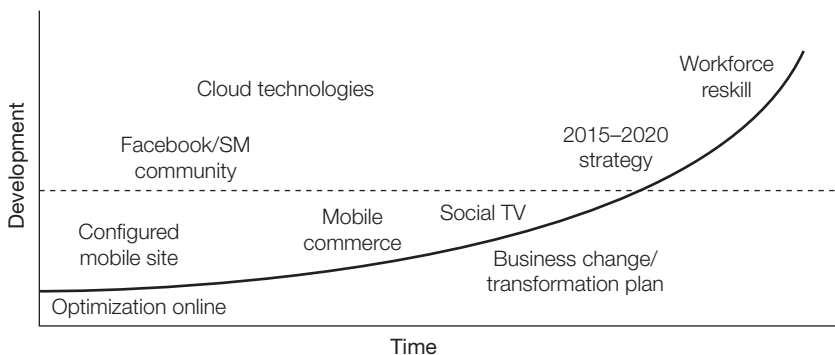 Workforce
reskill
Cloud technologies
2015–2020
strategy
Facebook/SM
community
Development
Social TV
Mobile
commerce
Configured
mobile site
Business change/
transformation plan
Optimization online
Time